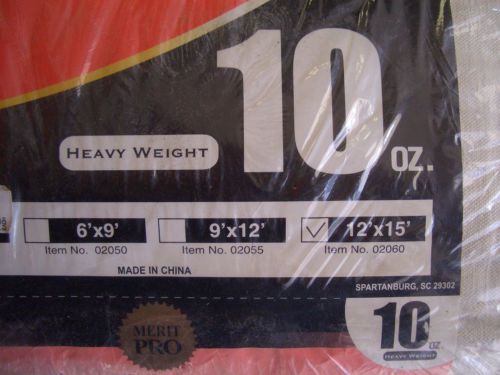 10 OZ.
HEAVY WEIGHT
6'x9' 9'x12' 12'x15'
Item No. 02050 Item No. 02055 Item No. 02060
MADE IN CHINA
SPARTANBURG, SC 29302
MERIT
PRO
10 OZ.
HEAVY WEIGHT